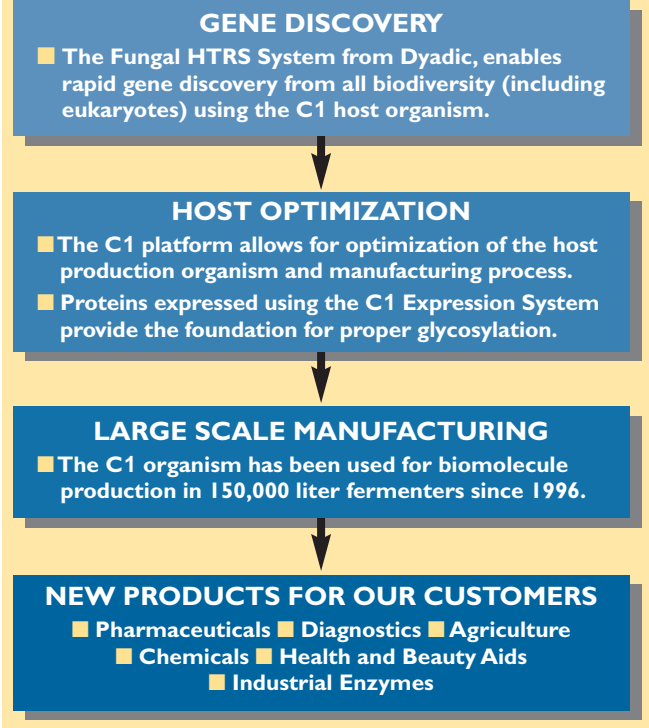 GENE DISCOVERY
■ The Fungal HTRS System from Dyadic, enables
rapid gene discovery from all biodiversity (including
eukaryotes) using the C1 host organism.
HOST OPTIMIZATION
■ The C1 platform allows for optimization of the host
production organism and manufacturing process.
■ Proteins expressed using the C1 Expression System
provide the foundation for proper glycosylation.
LARGE SCALE MANUFACTURING
■ The C1 organism has been used for biomolecule
production in 150,000 liter fermenters since 1996.
NEW PRODUCTS FOR OUR CUSTOMERS
■ Pharmaceuticals ■ Diagnostics ■ Agriculture
■ Chemicals ■ Health and Beauty Aids
■ Industrial Enzymes